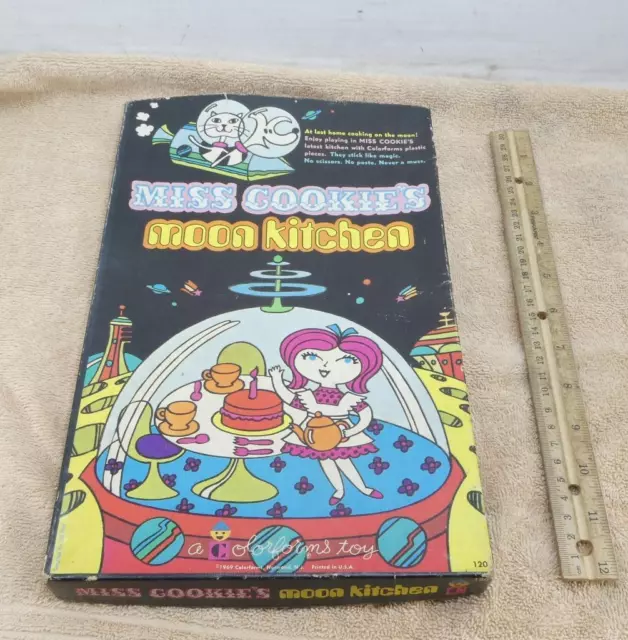 At last home cooking on the moon!
Enjoy playing in MISS COOKIE'S
latest kitchen with Colorforms plastic
pieces. They stick like magic.
No scissors. No paste. Never a muss.
MISS COOKIE'S
moon kitchen
a Colorforms toy
©1969 Colorforms, Norwood, N.J. Printed in U.S.A.
120
MISS COOKIE'S moon kitchen